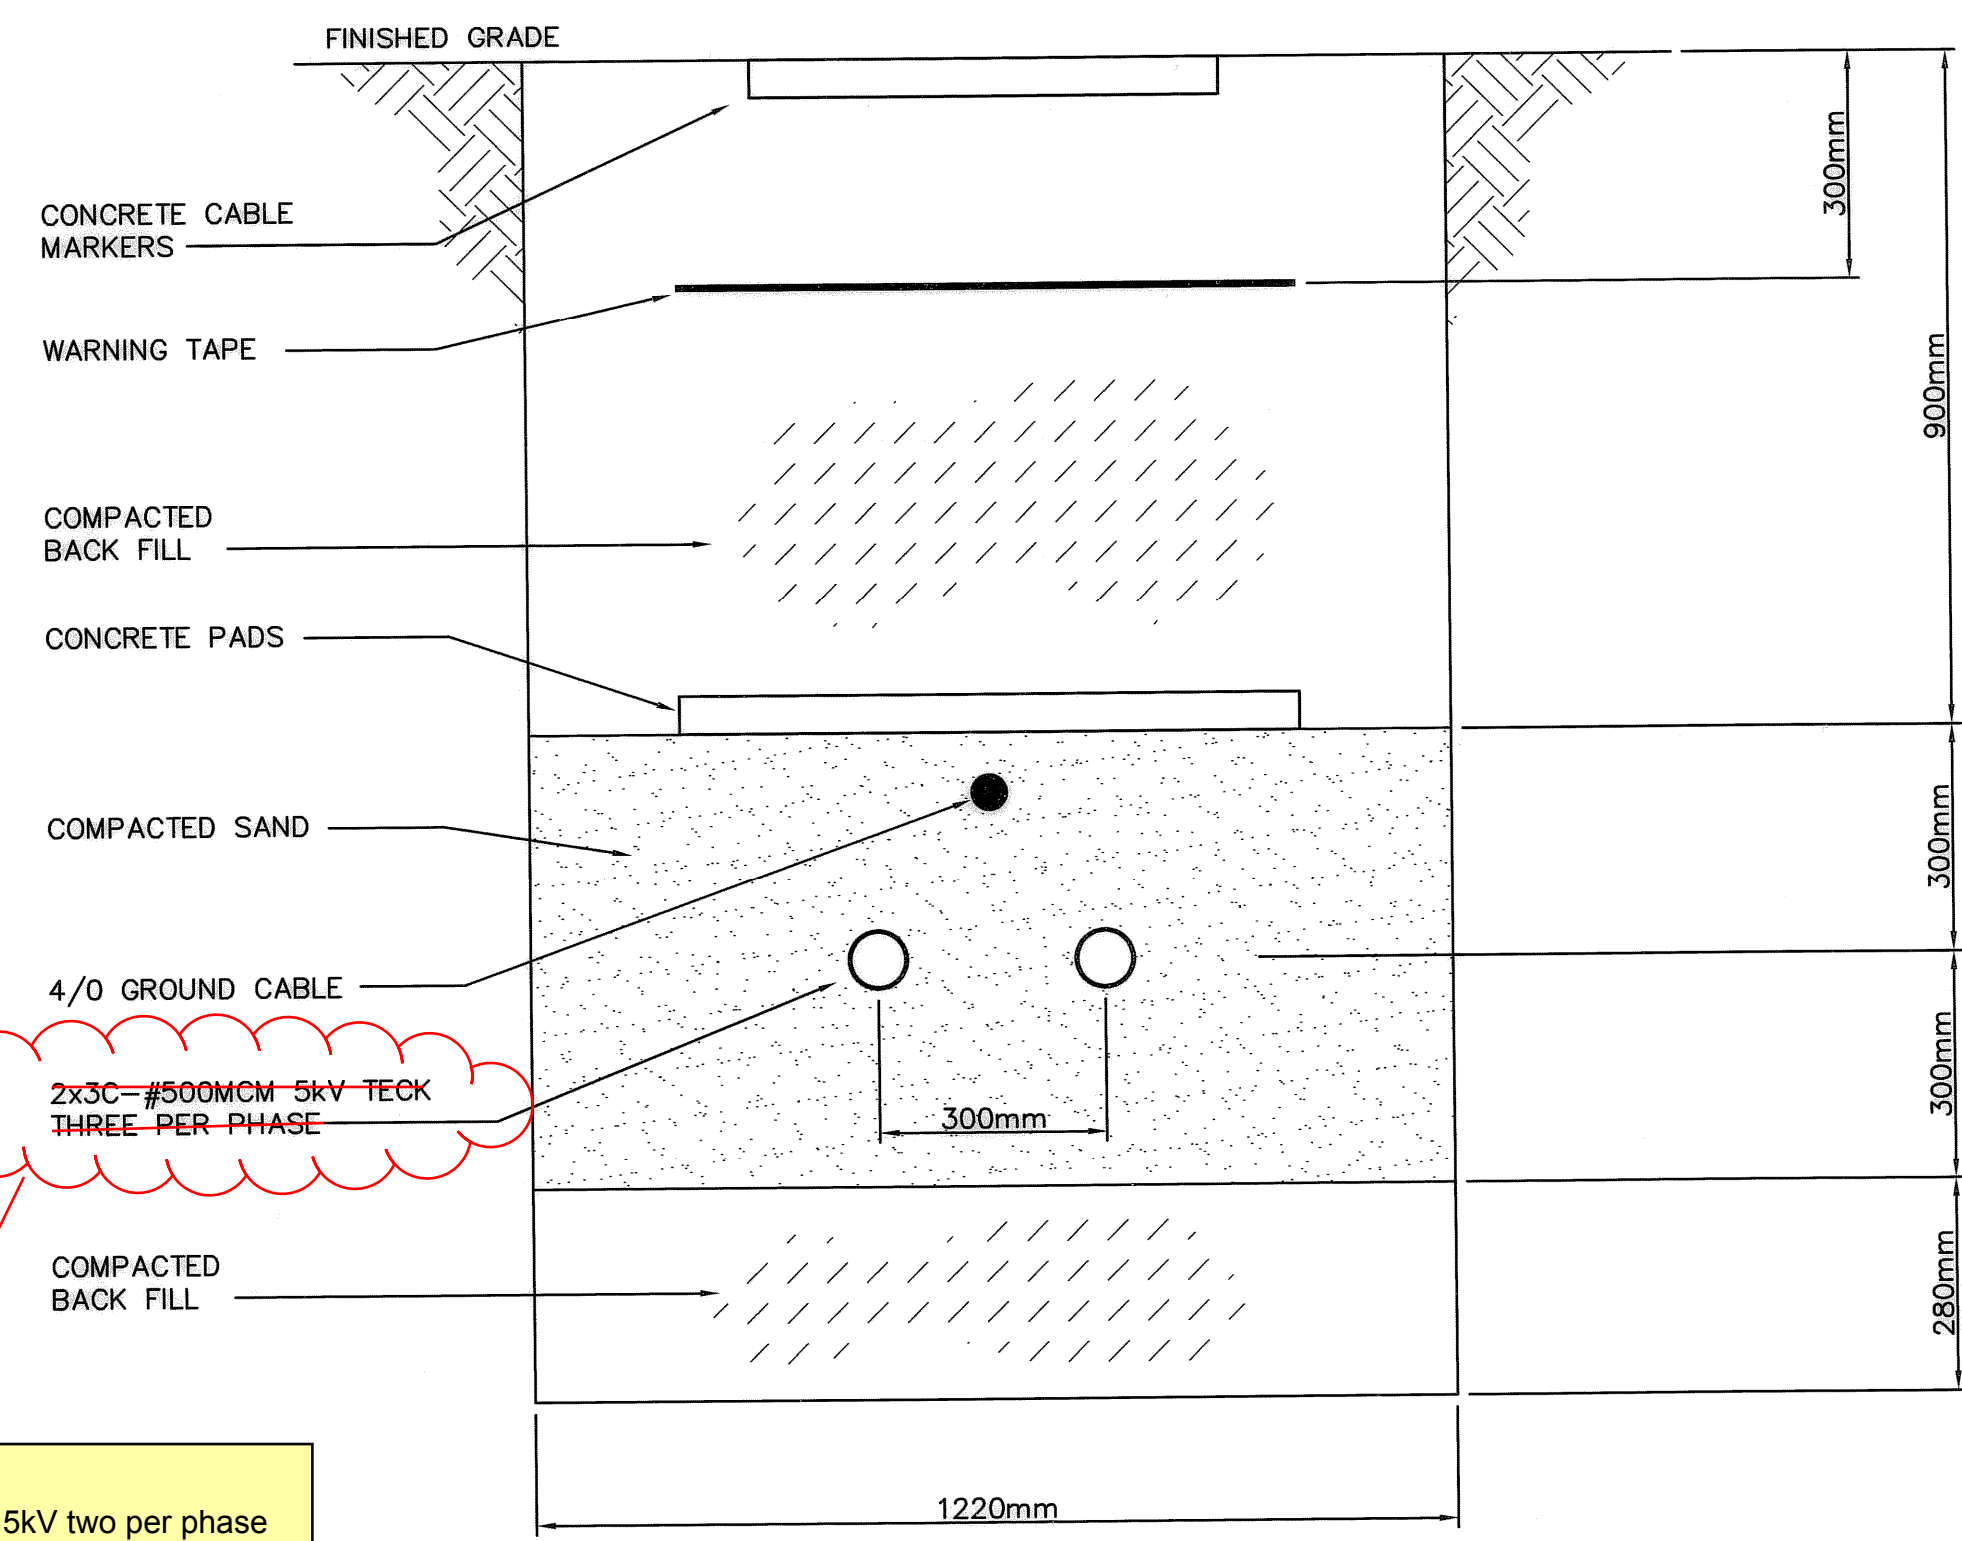 FINISHED GRADE
300mm
900mm
CONCRETE CABLE
MARKERS
WARNING TAPE
COMPACTED
BACK FILL
CONCRETE PADS
COMPACTED SAND
300mm
4/0 GROUND CABLE
2x3C-#500MCM 5kV TECK
THREE PER PHASE
300mm
300mm
COMPACTED
BACK FILL
280mm
1220mm
5kV two per phase